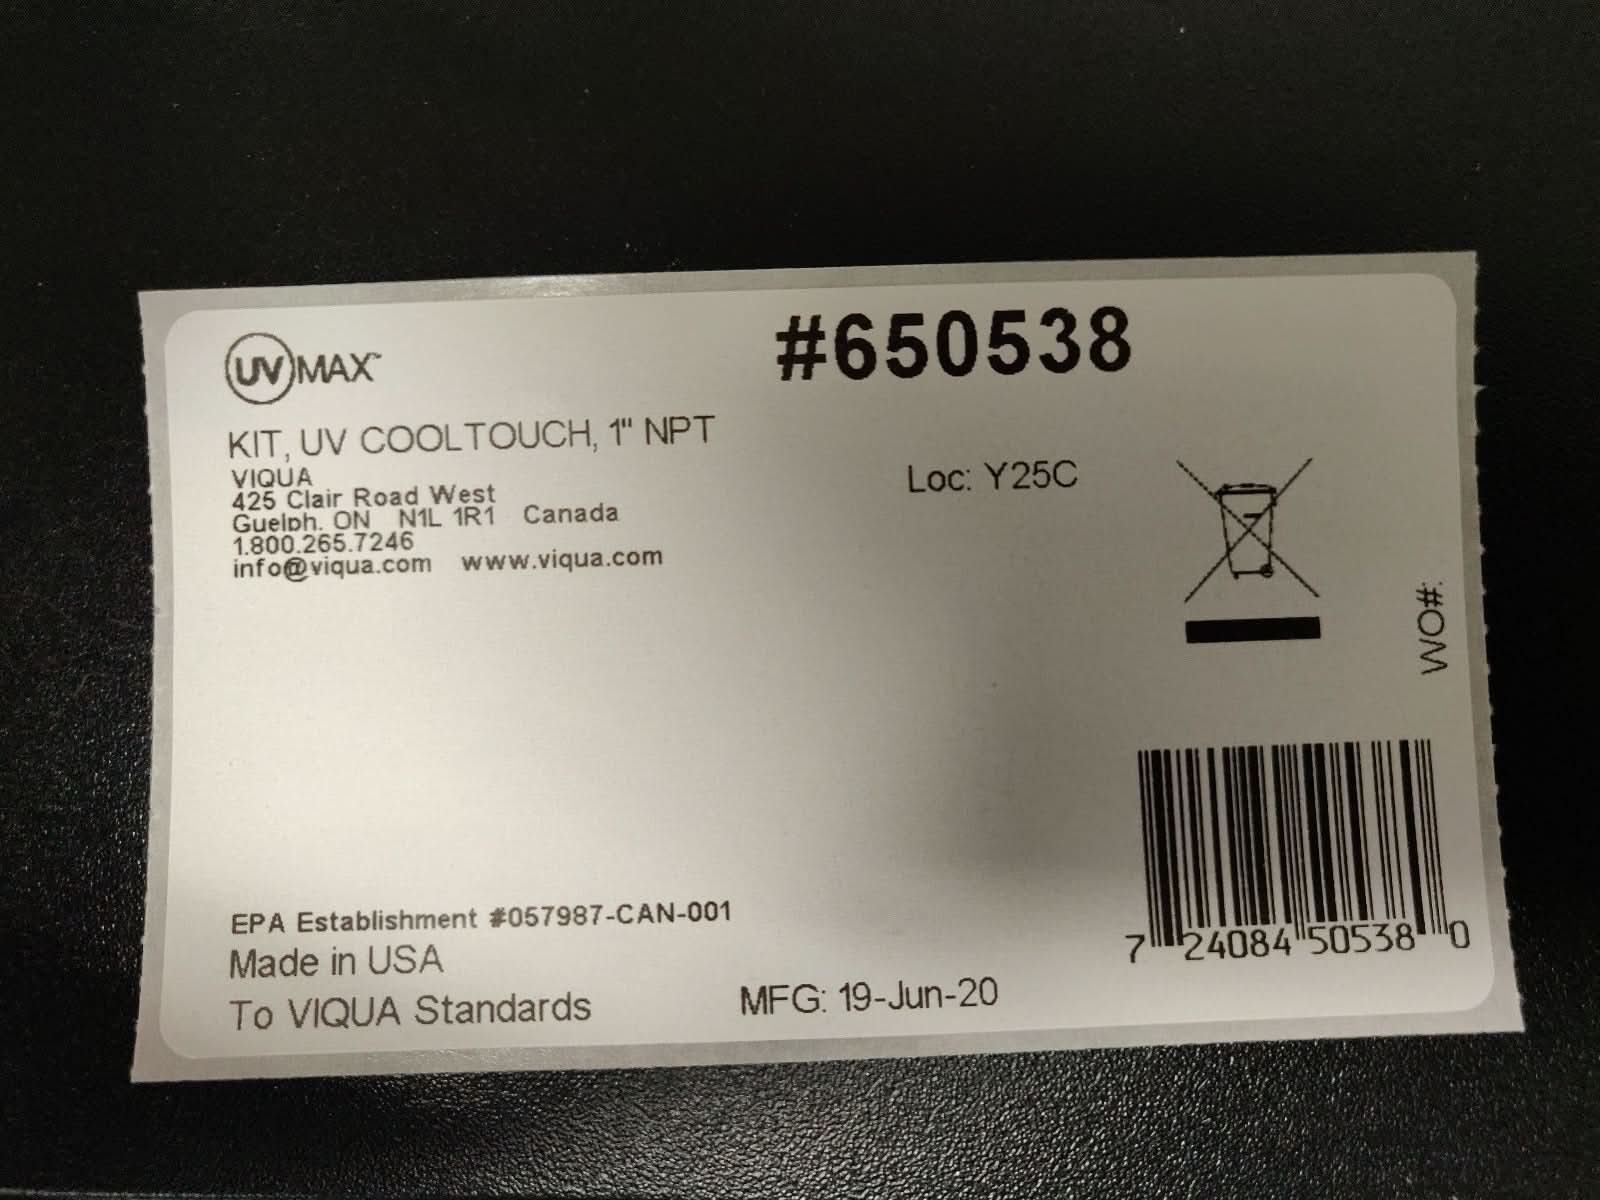 UVMAX™
#650538
KIT, UV COOLTOUCH, 1" NPT
VIQUA
425 Clair Road West
Guelph, ON N1L 1R1 Canada
1.800.265.7246
info@viqua.com www.viqua.com
Loc: Y25C
WO#:
EPA Establishment #057987-CAN-001
Made in USA
To VIQUA Standards
MFG: 19-Jun-20
7 24084 50538 0